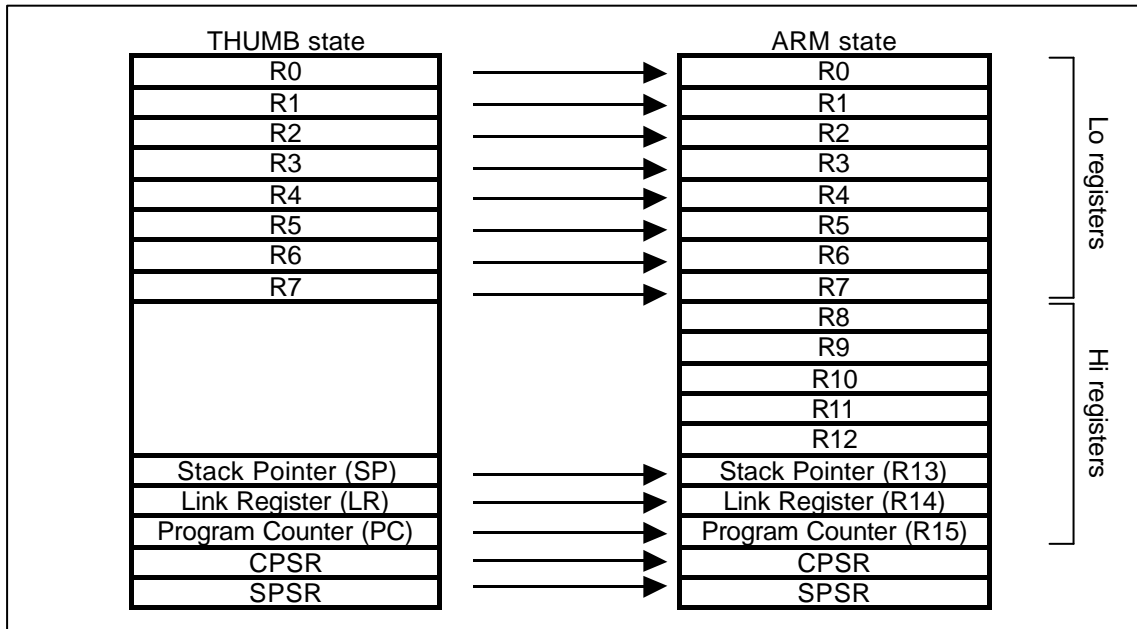 THUMB state
ARM state
R0
R0
R1
R1
R2
R2
R3
R3
R4
R4
R5
R5
R6
R6
R7
R7
Lo registers
R8
R9
R10
R11
R12
Stack Pointer (SP)
Stack Pointer (R13)
Link Register (LR)
Link Register (R14)
Program Counter (PC)
Program Counter (R15)
Hi registers
CPSR
CPSR
SPSR
SPSR